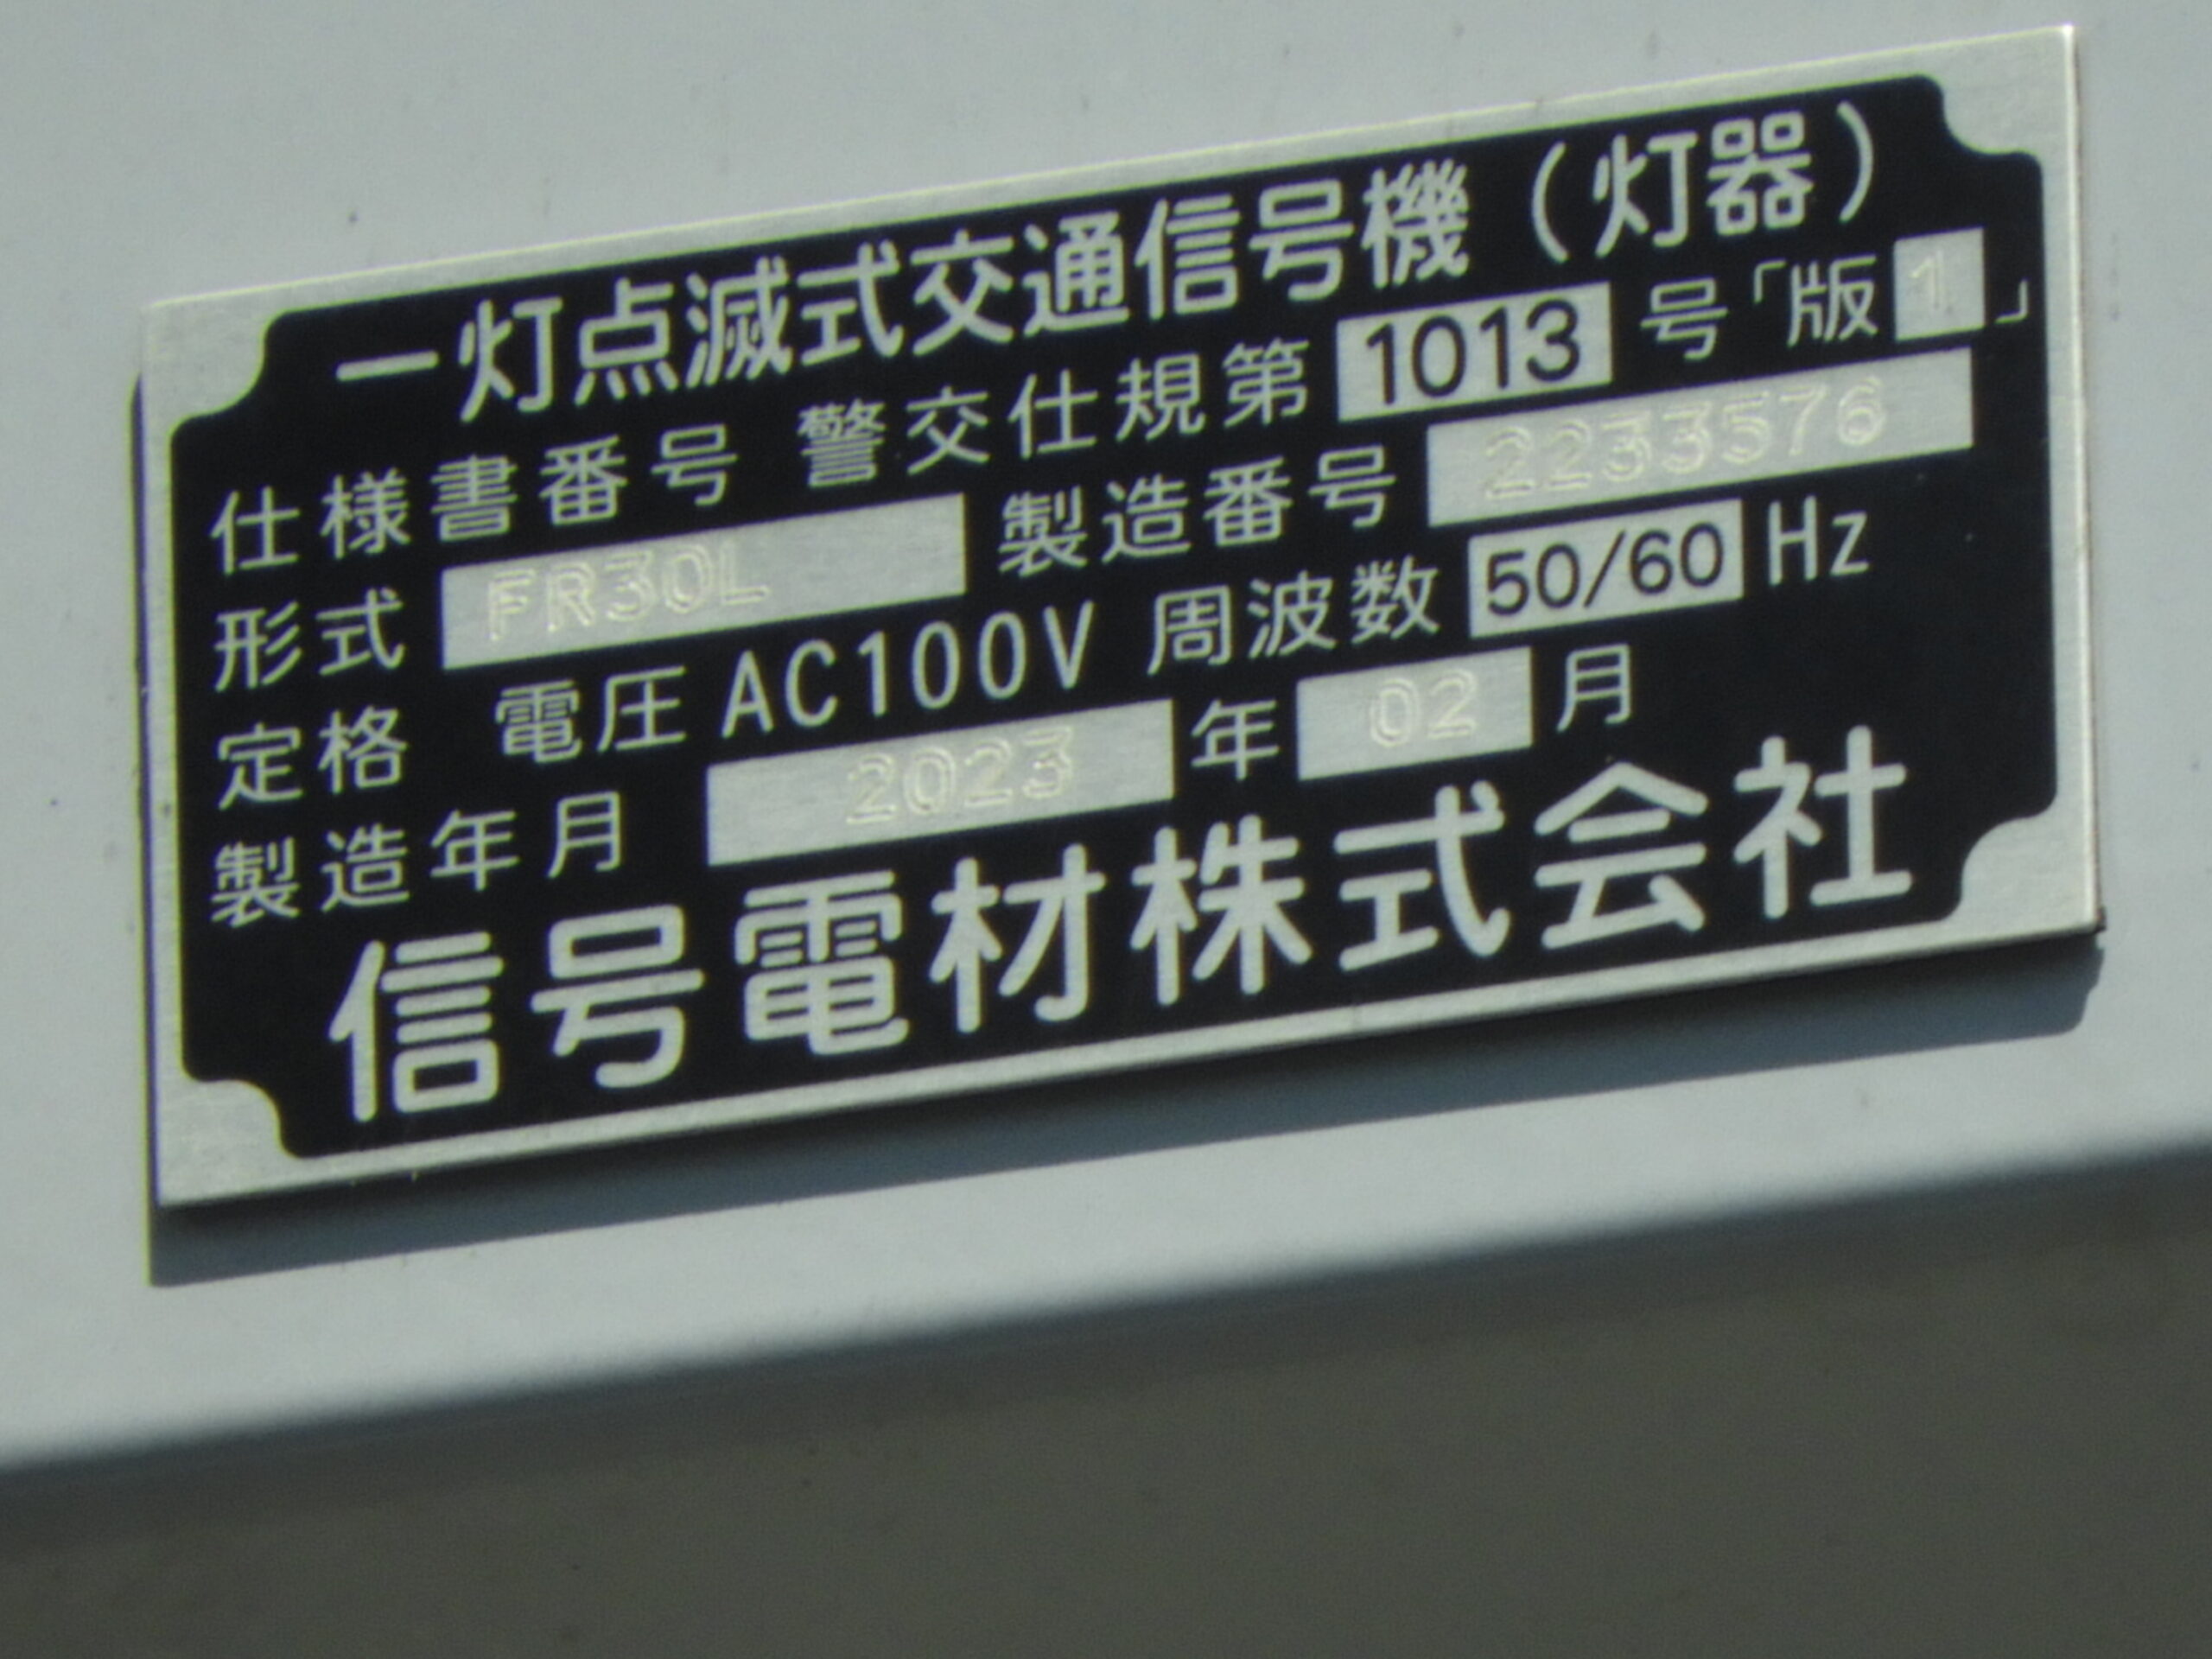 一灯点滅式交通信号機（灯器）
仕様書番号 警交仕規第 1013 号「版 1 」
形式 FR30L 製造番号 2233576
定格 電圧 AC100V 周波数 50/60 Hz
製造年月 2023 年 02 月
信号電材株式会社